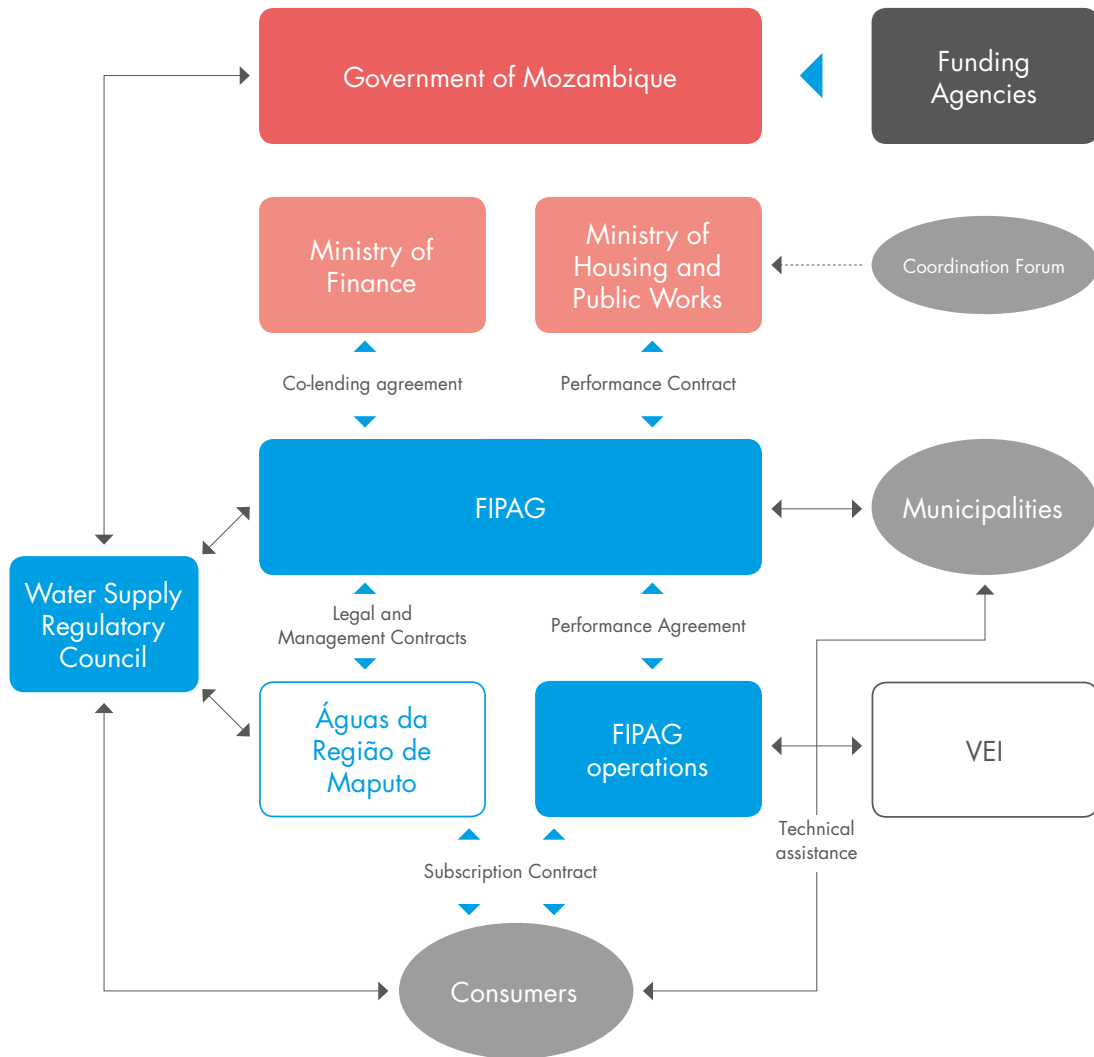 Government of Mozambique
Funding
Agencies
Ministry of
Finance
Ministry of
Housing and
Public Works
Coordination Forum
Co-lending agreement
Performance Contract
FIPAG
Municipalities
Water Supply
Regulatory
Council
Legal and
Management Contracts
Performance Agreement
Águas da
Região de
Maputo
FIPAG
operations
VEI
Technical
assistance
Subscription Contract
Consumers